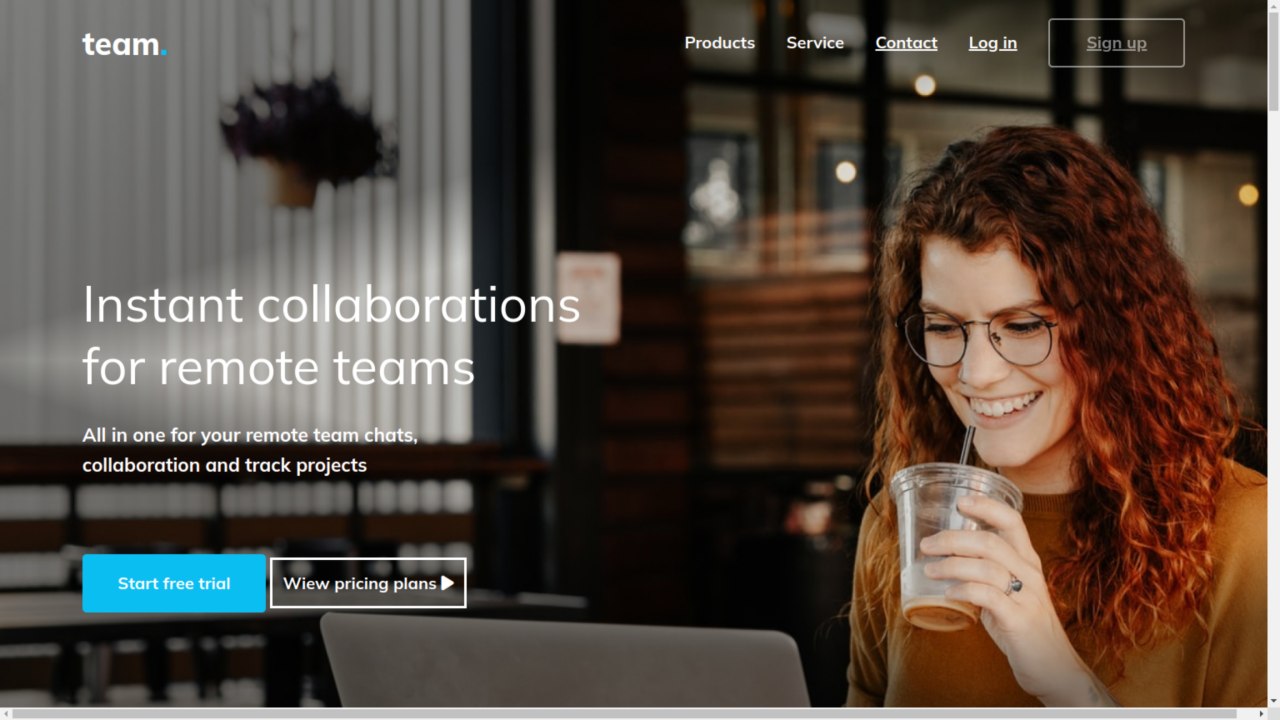 team.
Products
Service
Contact
Log in
Sign up
Instant collaborations
for remote teams
All in one for your remote team chats,
collaboration and track projects
Start free trial
Wiew pricing plans